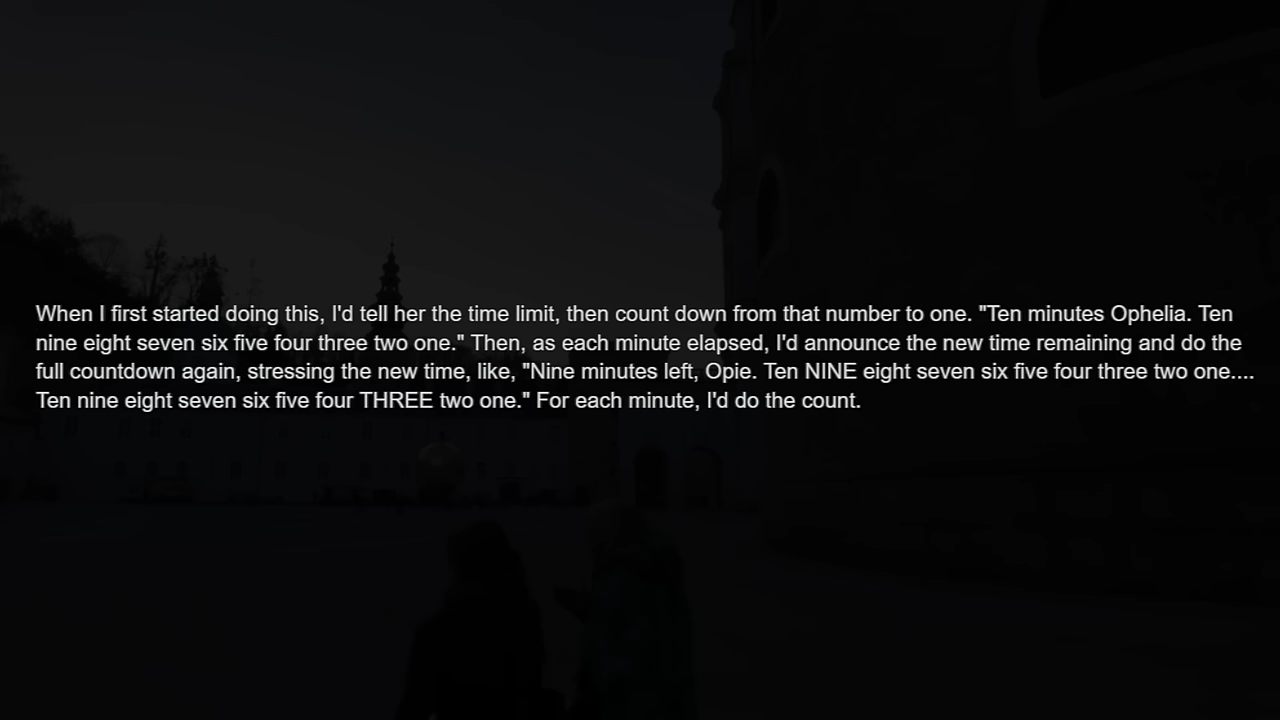 When I first started doing this, I'd tell her the time limit, then count down from that number to one. "Ten minutes Ophelia. Ten
nine eight seven six five four three two one." Then, as each minute elapsed, I'd announce the new time remaining and do the
full countdown again, stressing the new time, like, "Nine minutes left, Opie. Ten NINE eight seven six five four three two one....
Ten nine eight seven six five four THREE two one." For each minute, I'd do the count.